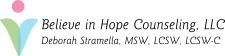 Believe in Hope Counseling, LLC
Deborah Stramella, MSW, LCSW, LCSW-C